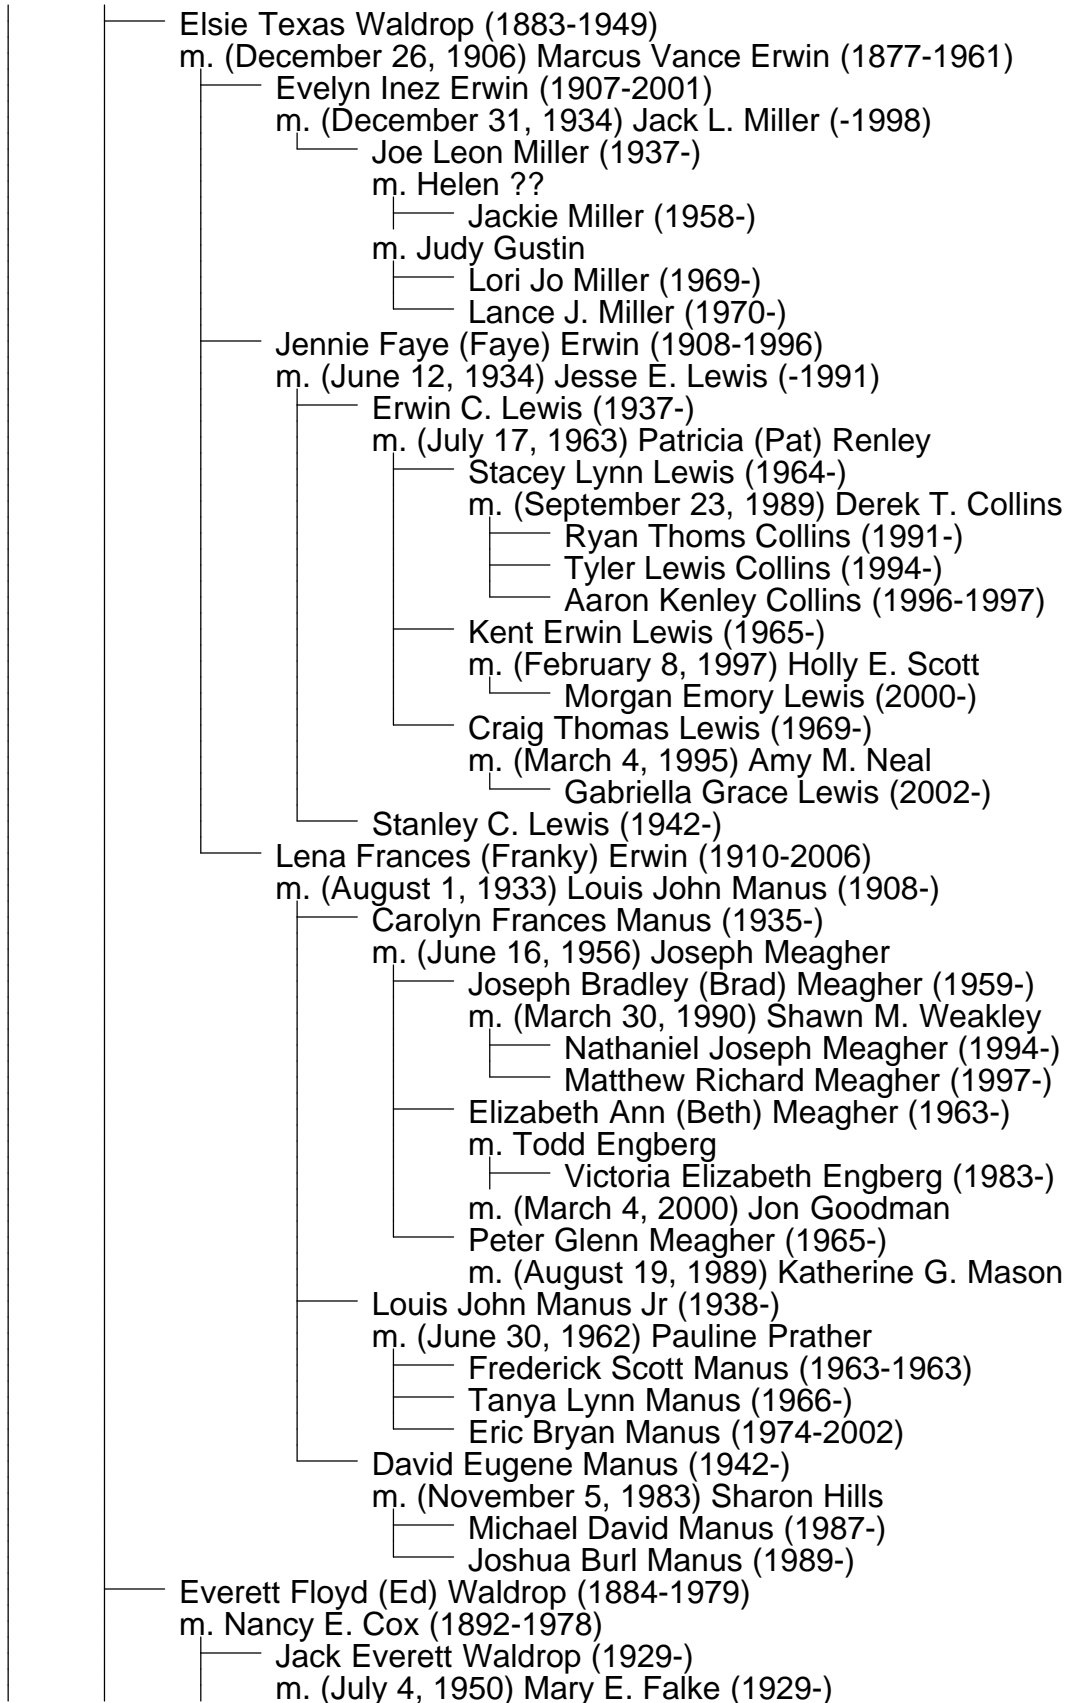 Elsie Texas Waldrop (1883-1949)
m. (December 26, 1906) Marcus Vance Erwin (1877-1961)
Evelyn Inez Erwin (1907-2001)
m. (December 31, 1934) Jack L. Miller (-1998)
Joe Leon Miller (1937-)
m. Helen ??
Jackie Miller (1958-)
m. Judy Gustin
Lori Jo Miller (1969-)
Lance J. Miller (1970-)
Jennie Faye (Faye) Erwin (1908-1996)
m. (June 12, 1934) Jesse E. Lewis (-1991)
Erwin C. Lewis (1937-)
m. (July 17, 1963) Patricia (Pat) Renley
Stacey Lynn Lewis (1964-)
m. (September 23, 1989) Derek T. Collins
Ryan Thoms Collins (1991-)
Tyler Lewis Collins (1994-)
Aaron Kenley Collins (1996-1997)
Kent Erwin Lewis (1965-)
m. (February 8, 1997) Holly E. Scott
Morgan Emory Lewis (2000-)
Craig Thomas Lewis (1969-)
m. (March 4, 1995) Amy M. Neal
Gabriella Grace Lewis (2002-)
Stanley C. Lewis (1942-)
Lena Frances (Franky) Erwin (1910-2006)
m. (August 1, 1933) Louis John Manus (1908-)
Carolyn Frances Manus (1935-)
m. (June 16, 1956) Joseph Meagher
Joseph Bradley (Brad) Meagher (1959-)
m. (March 30, 1990) Shawn M. Weakley
Nathaniel Joseph Meagher (1994-)
Matthew Richard Meagher (1997-)
Elizabeth Ann (Beth) Meagher (1963-)
m. Todd Engberg
Victoria Elizabeth Engberg (1983-)
m. (March 4, 2000) Jon Goodman
Peter Glenn Meagher (1965-)
m. (August 19, 1989) Katherine G. Mason
Louis John Manus Jr (1938-)
m. (June 30, 1962) Pauline Prather
Frederick Scott Manus (1963-1963)
Tanya Lynn Manus (1966-)
Eric Bryan Manus (1974-2002)
David Eugene Manus (1942-)
m. (November 5, 1983) Sharon Hills
Michael David Manus (1987-)
Joshua Burl Manus (1989-)
Everett Floyd (Ed) Waldrop (1884-1979)
m. Nancy E. Cox (1892-1978)
Jack Everett Waldrop (1929-)
m. (July 4, 1950) Mary E. Falke (1929-)